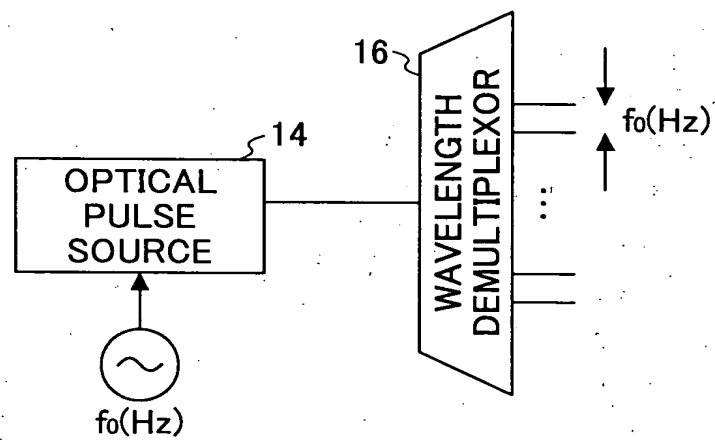 16
WAVELENGTH
DEMULTIPLEXOR
f0(Hz)
14
OPTICAL
PULSE
SOURCE
f0(Hz)